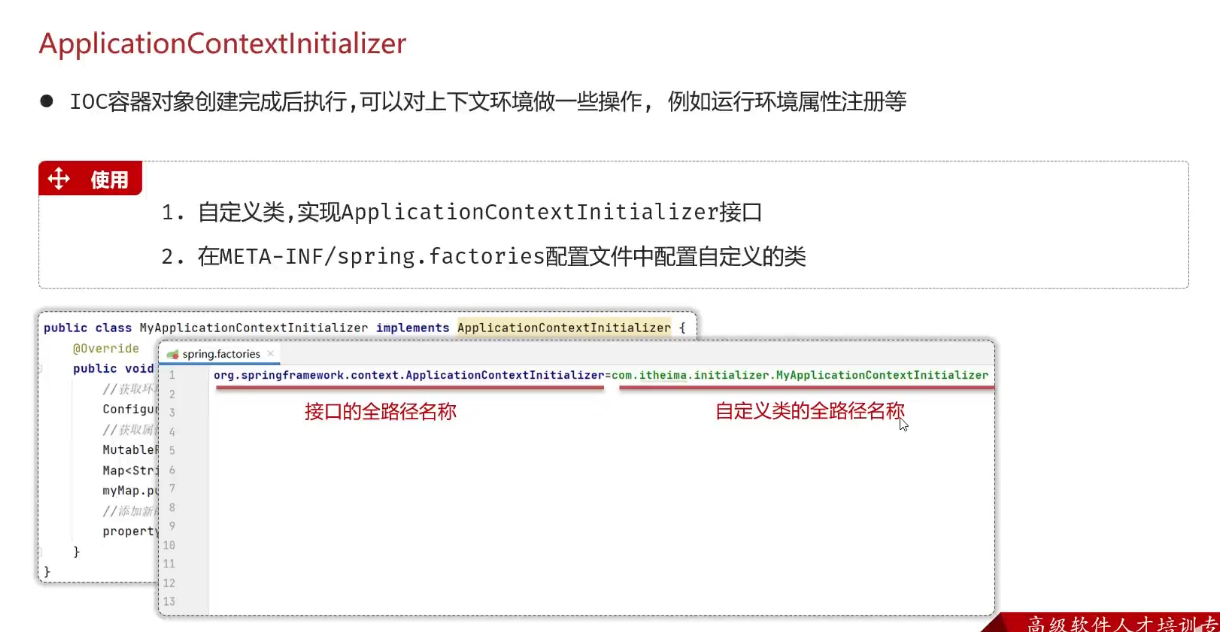 ApplicationContextInitializer
● IOC容器对象创建完成后执行,可以对上下文环境做一些操作, 例如运行环境属性注册等
使用
1. 自定义类,实现ApplicationContextInitializer接口
2. 在META-INF/spring.factories配置文件中配置自定义的类
public class MyApplicationContextInitializer implements ApplicationContextInitializer {
@Override
public void
//获取环
Configur
//获取属
MutableP
Map<Stri
myMap.pu
//添加新
property
}
}
spring.factories ×
1 org.springframework.context.ApplicationContextInitializer=com.itheima.initializer.MyApplicationContextInitializer
2
3
接口的全路径名称 自定义类的全路径名称
4
5
6
7
8
9
10
11
12
13
高级软件人才培训专